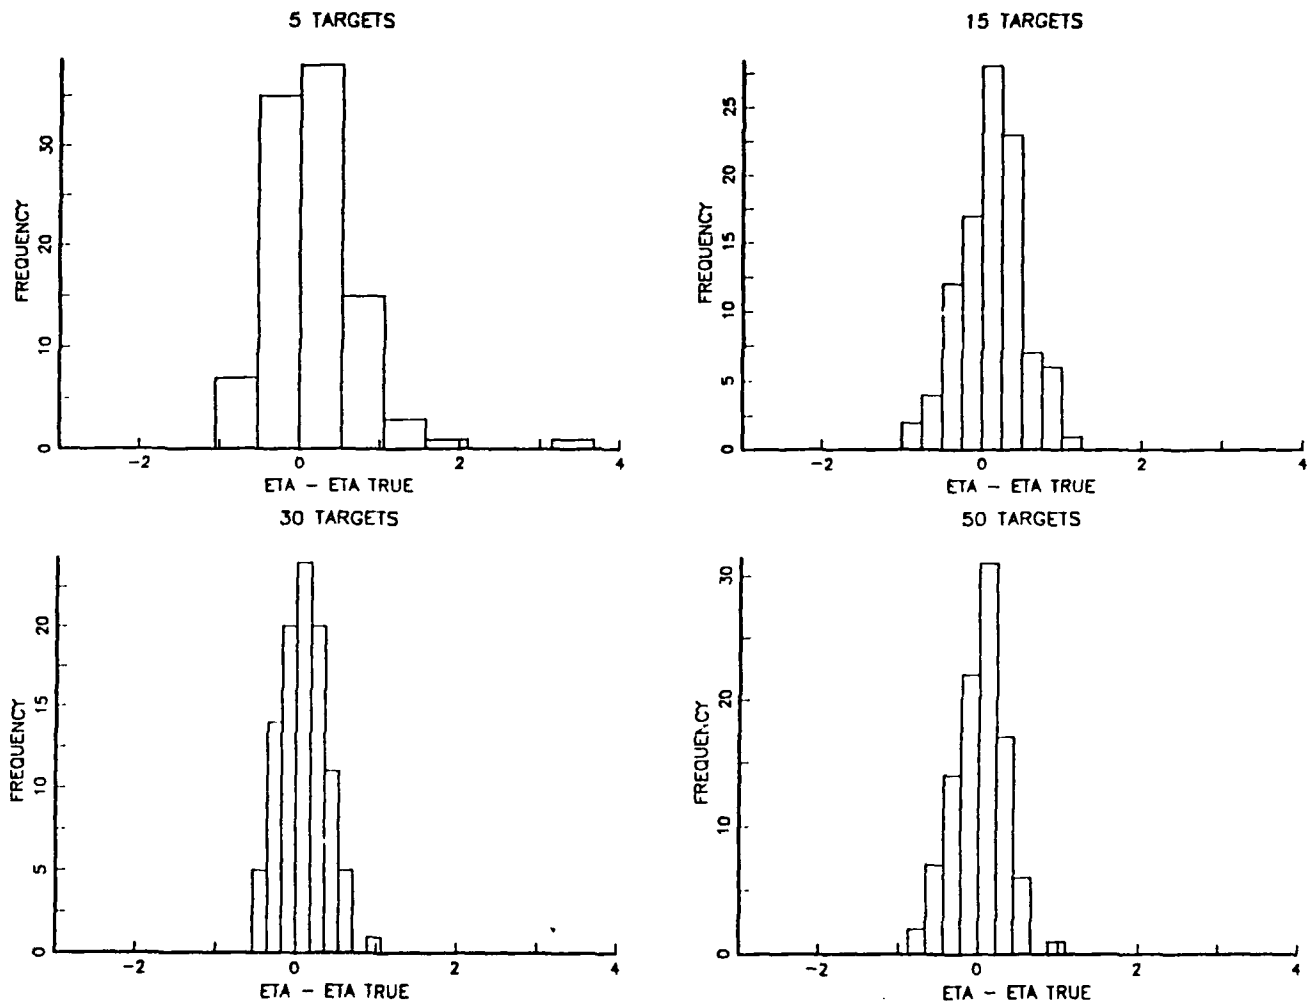 5 TARGETS
FREQUENCY
0 10 20 30
-2 0 2 4
ETA - ETA TRUE
15 TARGETS
FREQUENCY
0 5 10 15 20 25
-2 0 2 4
ETA - ETA TRUE
30 TARGETS
FREQUENCY
0 5 10 15 20
-2 0 2 4
ETA - ETA TRUE
50 TARGETS
FREQUENCY
0 10 20 30
-2 0 2 4
ETA - ETA TRUE